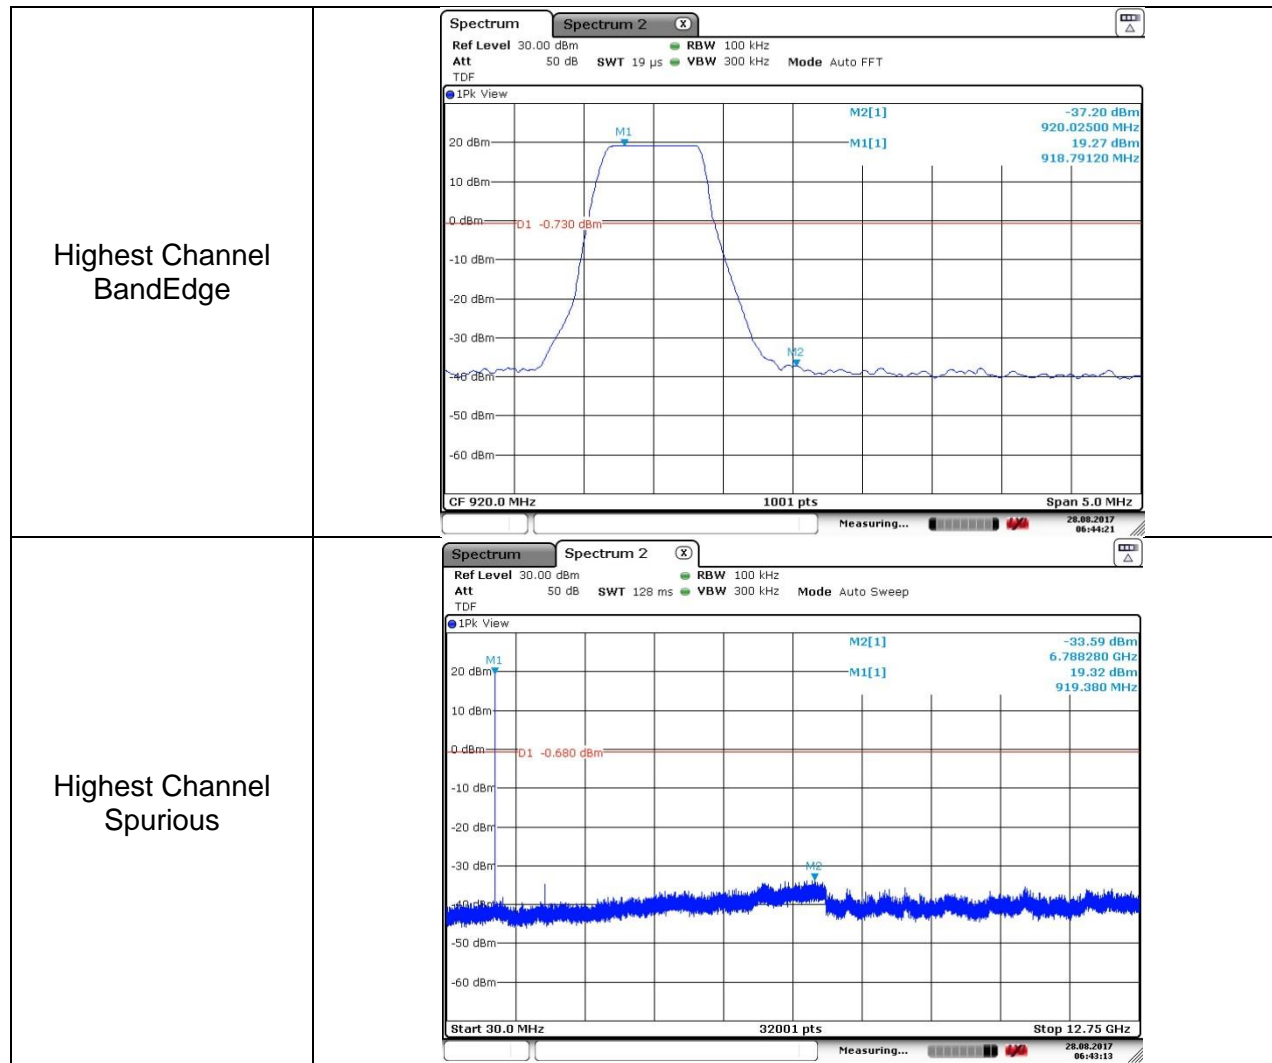 Highest Channel
BandEdge
Spectrum Spectrum 2 X
Ref Level 30.00 dBm RBW 100 kHz
Att 50 dB SWT 19 µs VBW 300 kHz Mode Auto FFT
TDF
1Pk View
M2[1] -37.20 dBm
920.02500 MHz
M1[1] 19.27 dBm
918.79120 MHz
M1
20 dBm
10 dBm
0 dBm
D1 -0.730 dBm
-10 dBm
-20 dBm
-30 dBm
M2
-40 dBm
-50 dBm
-60 dBm
CF 920.0 MHz 1001 pts Span 5.0 MHz
Measuring... 28.08.2017
06:44:21
Highest Channel
Spurious
Spectrum Spectrum 2 X
Ref Level 30.00 dBm RBW 100 kHz
Att 50 dB SWT 128 ms VBW 300 kHz Mode Auto Sweep
TDF
1Pk View
M2[1] -33.59 dBm
6.788280 GHz
M1[1] 19.32 dBm
919.380 MHz
M1
20 dBm
10 dBm
0 dBm
D1 -0.680 dBm
-10 dBm
-20 dBm
-30 dBm
M2
-40 dBm
-50 dBm
-60 dBm
Start 30.0 MHz 32001 pts Stop 12.75 GHz
Measuring... 28.08.2017
06:43:13